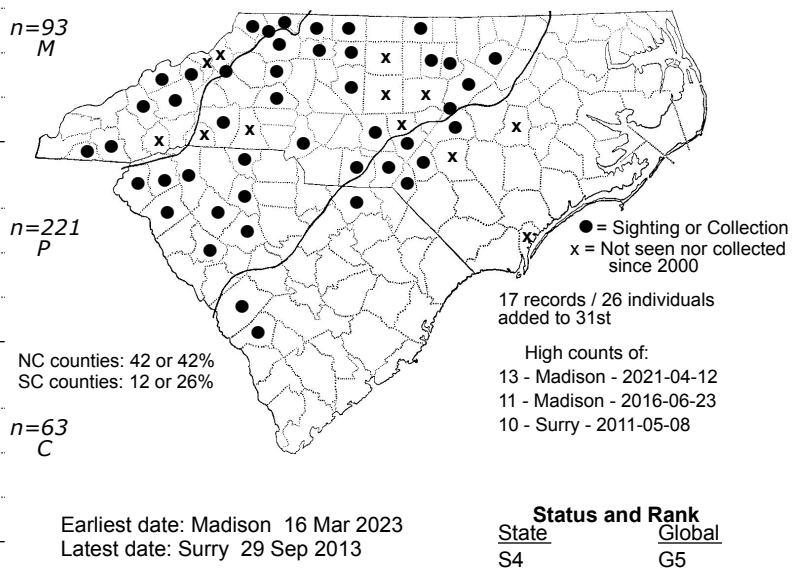 n=93
M
n=221
P
n=63
C
● = Sighting or Collection
x = Not seen nor collected
since 2000
17 records / 26 individuals
added to 31st
High counts of:
13 - Madison - 2021-04-12
11 - Madison - 2016-06-23
10 - Surry - 2011-05-08
NC counties: 42 or 42%
SC counties: 12 or 26%
Earliest date: Madison 16 Mar 2023
Latest date: Surry 29 Sep 2013
Status and Rank
State Global
S4 G5